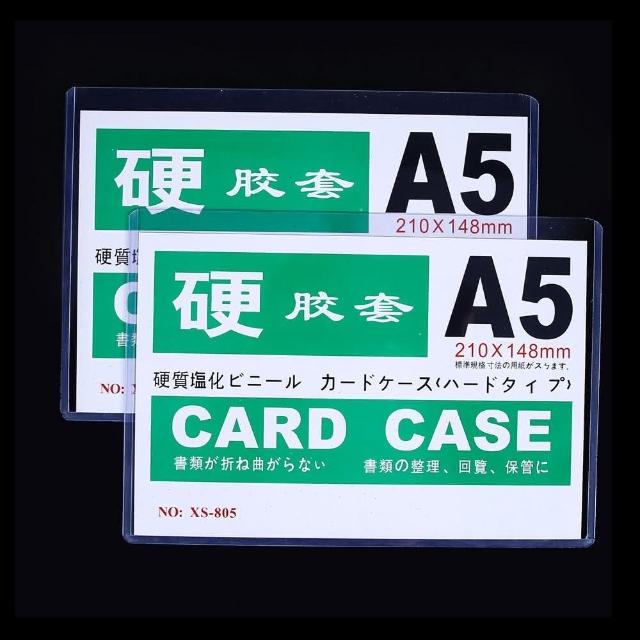 硬胶套
A5
210X148mm
硬質塩
C
書類
NO:
硬胶套
A5
210X148mm
標準規格寸法の用紙が入ります.
硬質塩化ビニール カードケース(ハードタイプ)
CARD CASE
書類が折ね曲がらない 書類の整理、回覧、保管に
NO: XS-805